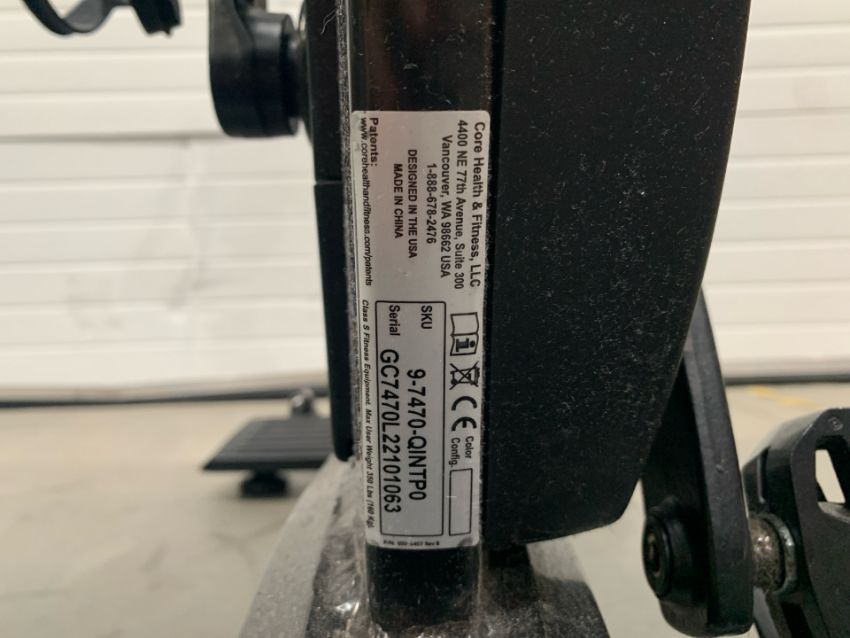 Core Health & Fitness, LLC
4400 NE 77th Avenue, Suite 300
Vancouver, WA 98662 USA
1-888-678-2476
DESIGNED IN THE USA
MADE IN CHINA
Patents:
www.corehealthandfitness.com/patents
CE
Color
Config.
SKU
9-7470-QINTP0
Serial
GC7470L22101063
Class S Fitness Equipment. Max User Weight 350 Lbs (160 Kg)